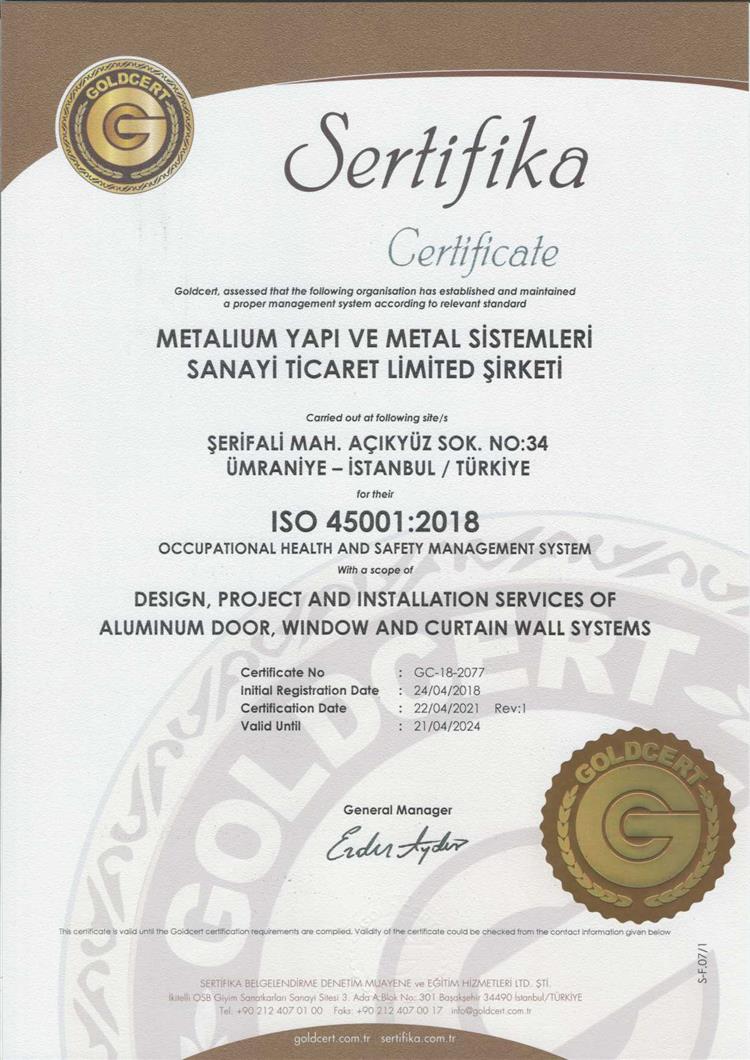 GOLDCERT
Sertifika
Certificate
Goldcert, assessed that the following organisation has established and maintained
a proper management system according to relevant standard
METALIUM YAPI VE METAL SİSTEMLERİ
SANAYİ TİCARET LİMİTED ŞİRKETİ
Carried out at following site/s
ŞERİFALİ MAH. AÇIKYÜZ SOK. NO:34
ÜMRANİYE – İSTANBUL / TÜRKİYE
for their
ISO 45001:2018
OCCUPATIONAL HEALTH AND SAFETY MANAGEMENT SYSTEM
With a scope of
DESIGN, PROJECT AND INSTALLATION SERVICES OF
ALUMINUM DOOR, WINDOW AND CURTAIN WALL SYSTEMS
Certificate No : GC-18-2077
Initial Registration Date : 24/04/2018
Certification Date : 22/04/2021 Rev:1
Valid Until : 21/04/2024
GOLDCERT
GOLDCERT
General Manager
This certificate is valid until the Goldcert certification requirements are complied. Validity of the certificate could be checked from the contact information given below
S-F.07/1
SERTIFIKA BELGELENDİRME DENETİM MUAYENE ve EĞİTİM HİZMETLERİ LTD. ŞTİ.
İkitelli OSB Giyim Sanatkarları Sanayi Sitesi 3. Ada A.Blok No: 301 Başakşehir 34490 İstanbul/TÜRKİYE
Tel: +90 212 407 01 00 Faks: +90 212 407 00 17 info@goldcert.com.tr
goldcert.com.tr sertifika.com.tr